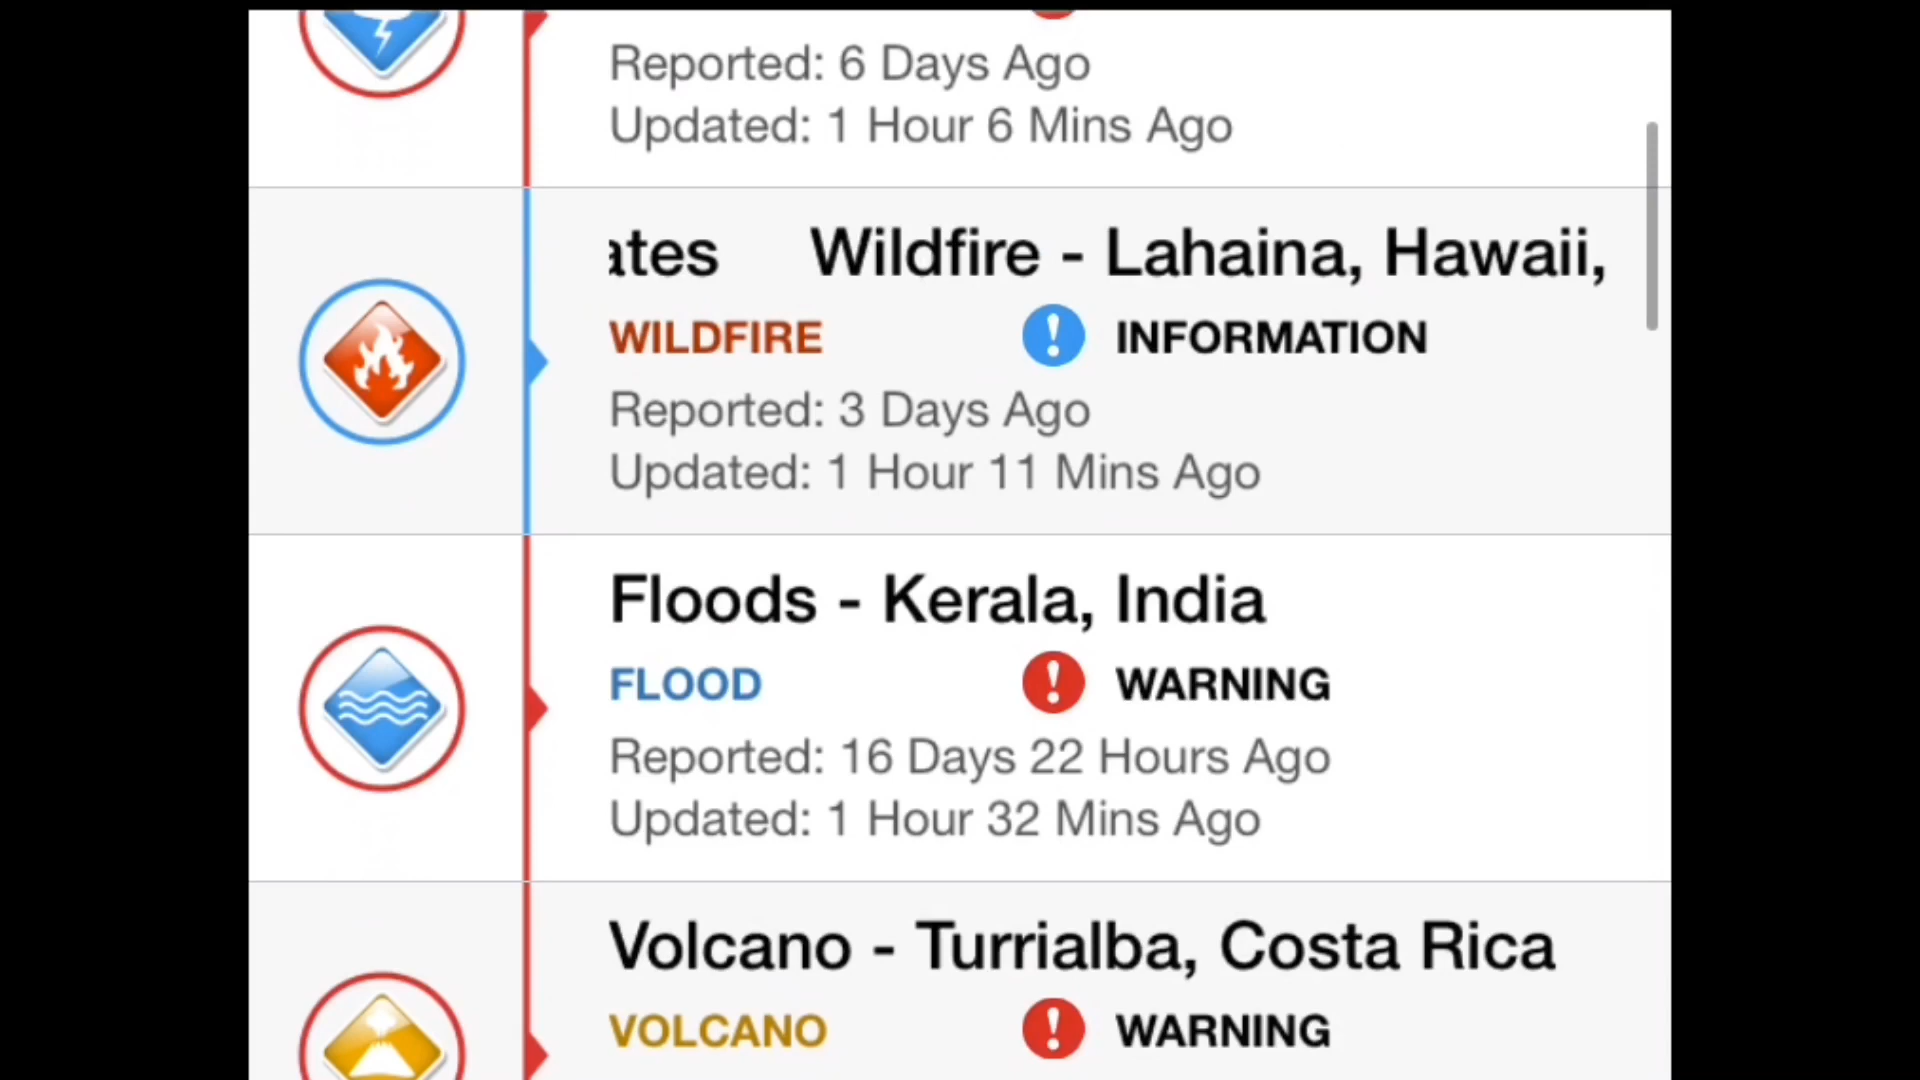 Reported: 6 Days Ago
Updated: 1 Hour 6 Mins Ago
ates Wildfire - Lahaina, Hawaii,
WILDFIRE ! INFORMATION
Reported: 3 Days Ago
Updated: 1 Hour 11 Mins Ago
Floods - Kerala, India
FLOOD ! WARNING
Reported: 16 Days 22 Hours Ago
Updated: 1 Hour 32 Mins Ago
Volcano - Turrialba, Costa Rica
VOLCANO ! WARNING